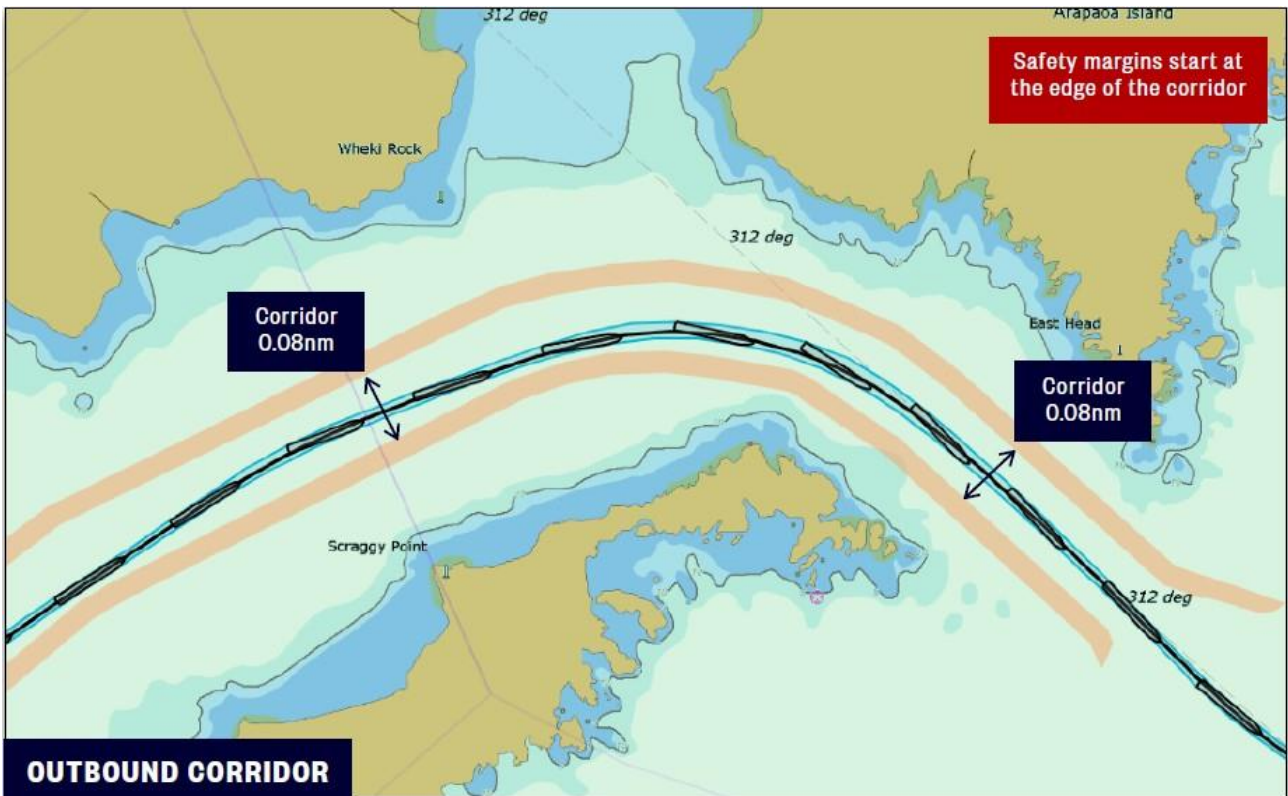 312 deg
Arapaoa Island
Safety margins start at
the edge of the corridor
Wheki Rock
312 deg
Corridor
0.08nm
East Head
Corridor
0.08nm
Scraggy Point
312 deg
OUTBOUND CORRIDOR